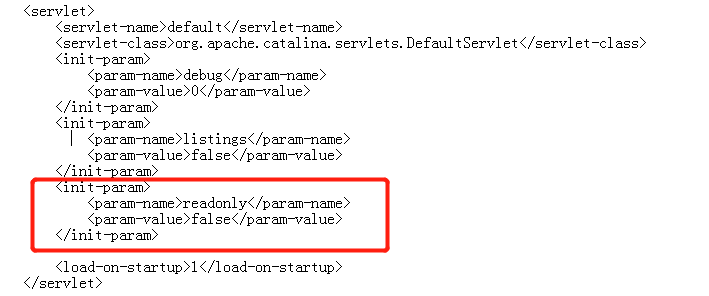 <servlet>
<servlet-name>default</servlet-name>
<servlet-class>org.apache.catalina.servlets.DefaultServlet</servlet-class>
<init-param>
<param-name>debug</param-name>
<param-value>0</param-value>
</init-param>
<init-param>
<param-name>listings</param-name>
<param-value>false</param-value>
</init-param>
<init-param>
<param-name>readonly</param-name>
<param-value>false</param-value>
</init-param>
<load-on-startup>1</load-on-startup>
</servlet>